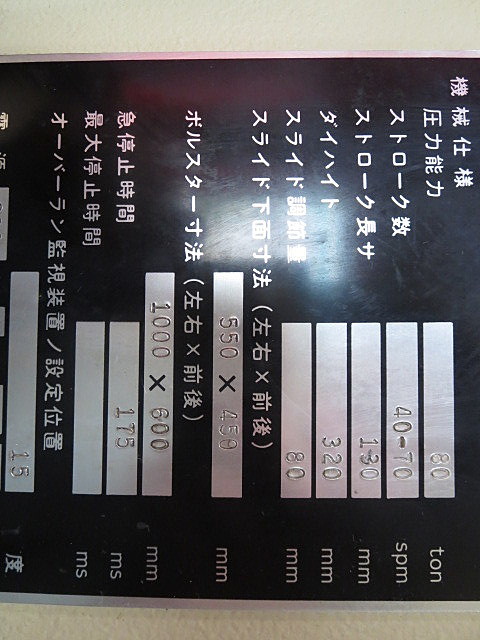 機械仕様
圧力能力 80 ton
ストローク数 40-70 spm
ストローク長サ 130 mm
ダイハイト 320 mm
スライド調節量 80 mm
スライド下面寸法 (左右×前後)
550 × 450 mm
ボルスター寸法 (左右×前後)
1000 × 600 mm
急停止時間 175 ms
最大停止時間 ms
オーバーラン監視装置ノ設定位置
15 度
電源